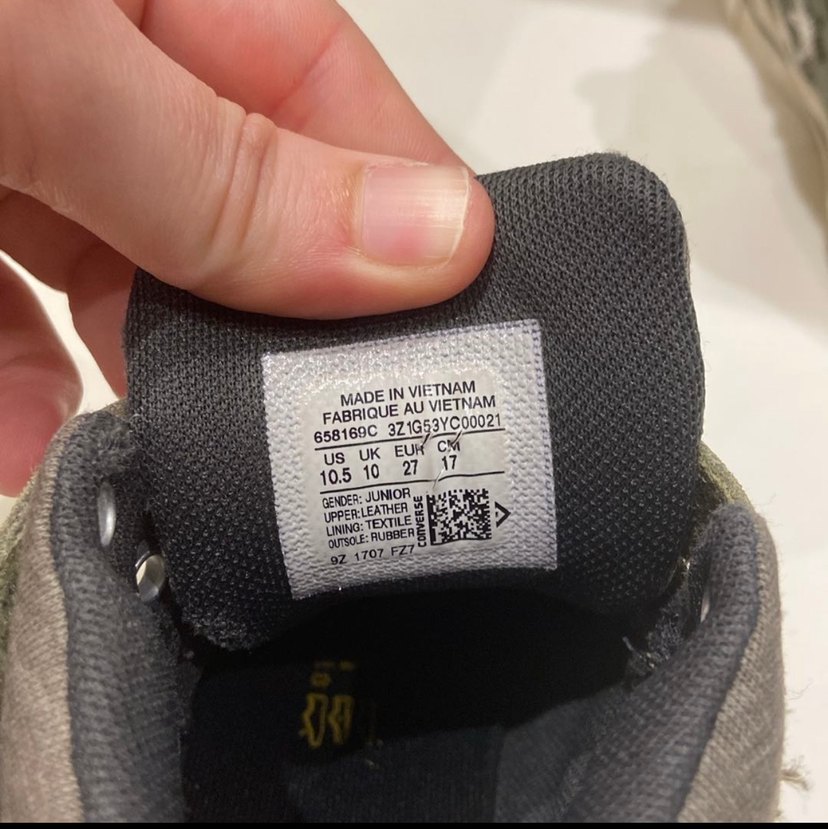 MADE IN VIETNAM
FABRIQUE AU VIETNAM
658169C 3Z1G53YC00021
US UK EUR CM
10.5 10 27 17
GENDER: JUNIOR
UPPER: LEATHER
LINING: TEXTILE
OUTSOLE: RUBBER
CONVERSE
9Z 1707 FZ7